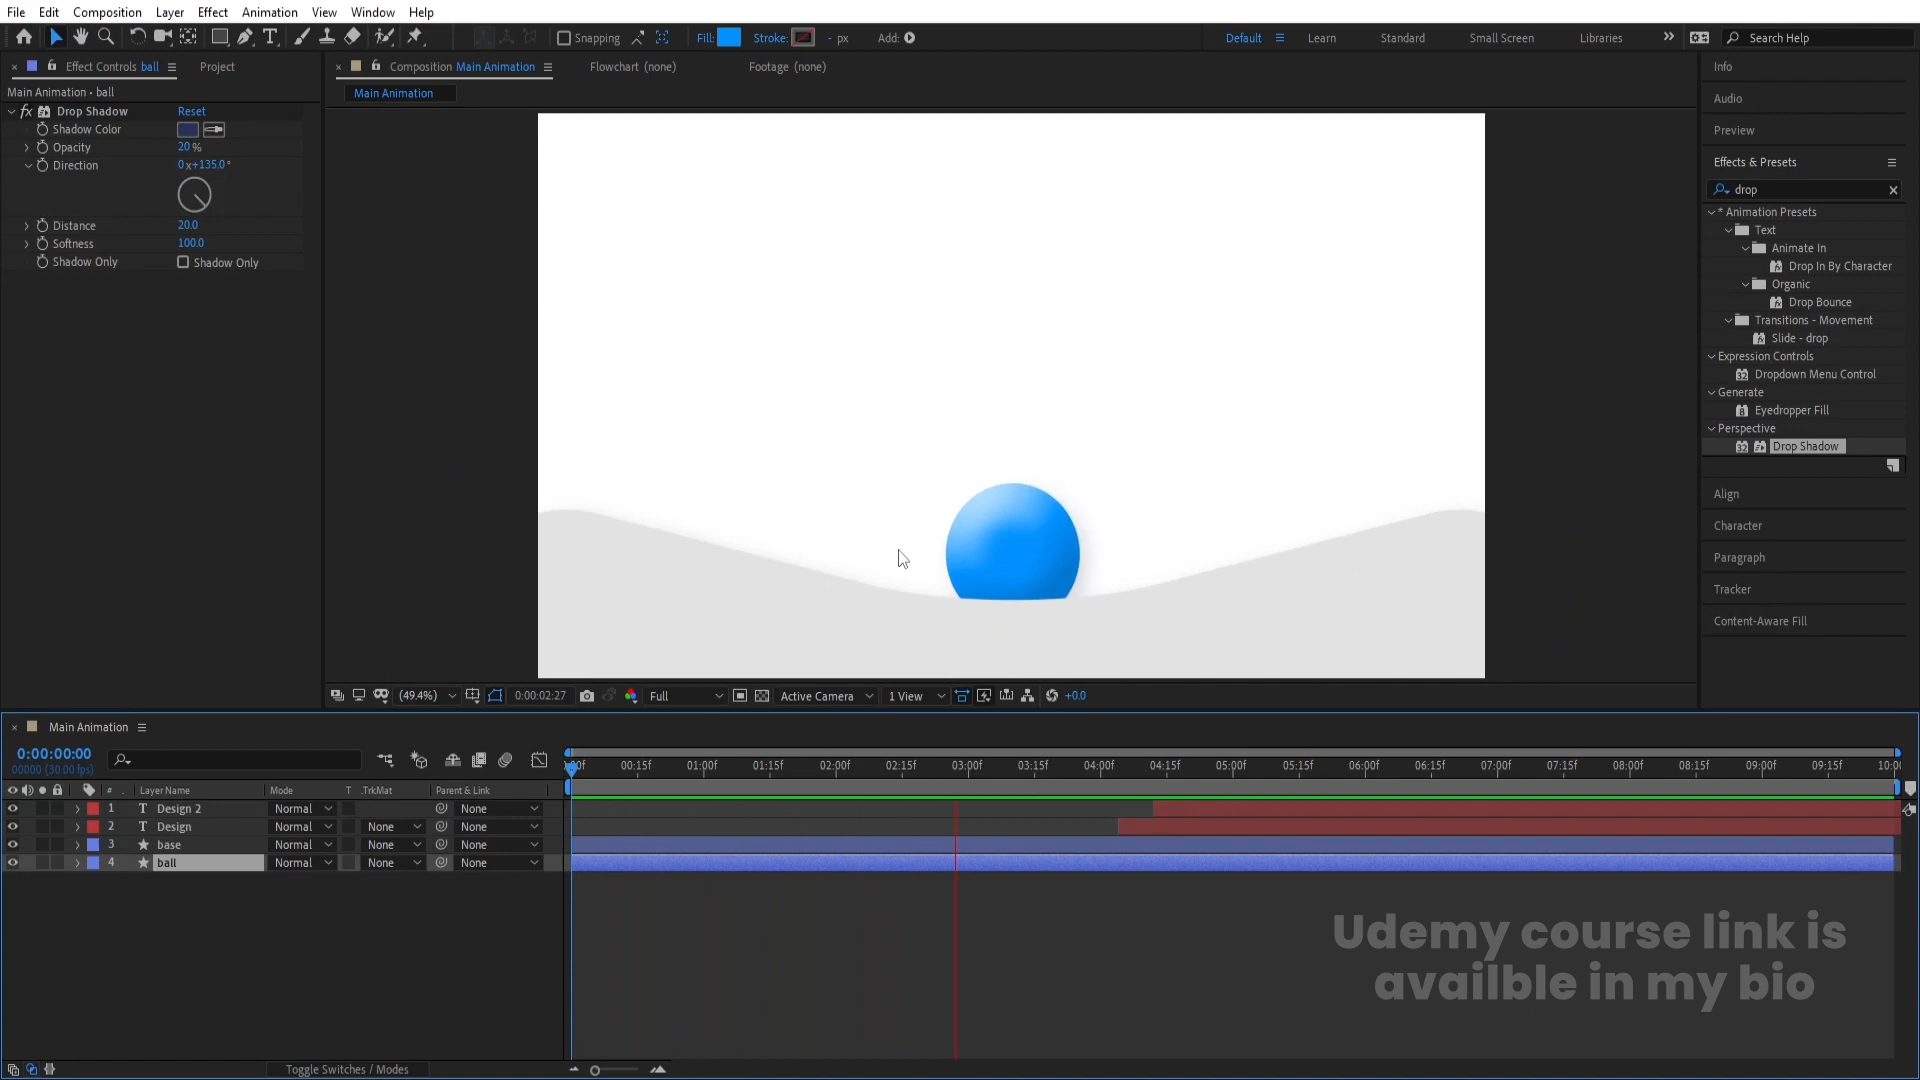 File Edit Composition Layer Effect Animation View Window Help
Snapping Fill: Stroke: - px Add: Default Learn Standard Small Screen Libraries Search Help
Effect Controls ball Project
Main Animation • ball
fx Drop Shadow Reset
Shadow Color
Opacity 20 %
Direction 0 x+135.0 °
Distance 20.0
Softness 100.0
Shadow Only Shadow Only
Composition Main Animation Flowchart (none) Footage (none)
Main Animation
(49.4%) 0:00:02:27 Full Active Camera 1 View +0.0
Info
Audio
Preview
Effects & Presets
drop
* Animation Presets
Text
Animate In
Drop In By Character
Organic
Drop Bounce
Transitions - Movement
Slide - drop
Expression Controls
Dropdown Menu Control
Generate
Eyedropper Fill
Perspective
Drop Shadow
Align
Character
Paragraph
Tracker
Content-Aware Fill
Main Animation
0:00:00:00
00000 (30.00 fps)
00:15f 01:00f 01:15f 02:00f 02:15f 03:00f 03:15f 04:00f 04:15f 05:00f 05:15f 06:00f 06:15f 07:00f 07:15f 08:00f 08:15f 09:00f 09:15f
# Layer Name Mode T .TrkMat Parent & Link
1 T Design 2 Normal None
2 T Design Normal None None
3 base Normal None None
4 ball Normal None None
Toggle Switches / Modes
Udemy course link is
availble in my bio